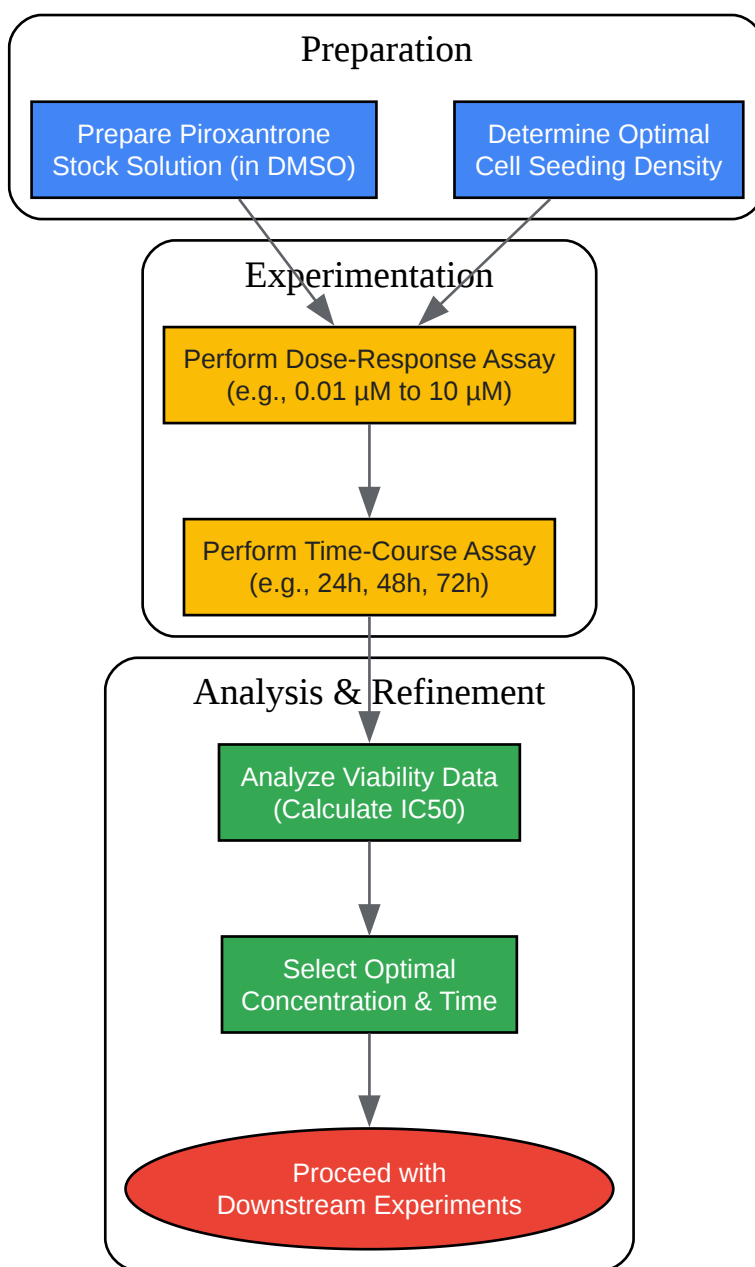 Preparation
Prepare Piroxantrone
Stock Solution (in DMSO)
Determine Optimal
Cell Seeding Density
Experimentation
Perform Dose-Response Assay
(e.g., 0.01 µM to 10 µM)
Perform Time-Course Assay
(e.g., 24h, 48h, 72h)
Analysis & Refinement
Analyze Viability Data
(Calculate IC50)
Select Optimal
Concentration & Time
Proceed with
Downstream Experiments